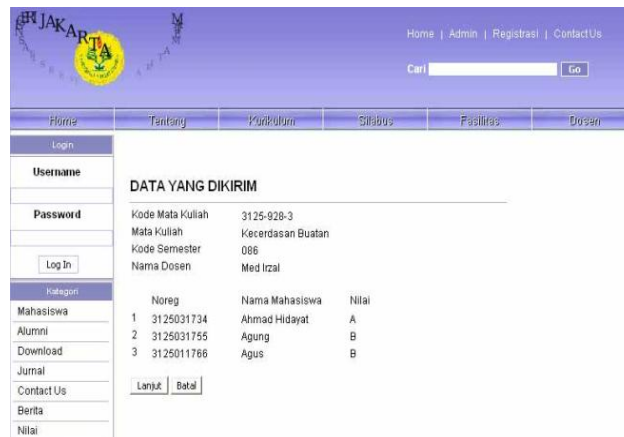 ERI JAKARTA
Home | Admin | Registrasi | ContactUs
Cari Go
Home Tentang Kurikulum Silabus Fasilitas Dosen
Login
Username
Password
Log In
Kategori
Mahasiswa
Alumni
Download
Jurnal
Contact Us
Berita
Nilai
DATA YANG DIKIRIM
Kode Mata Kuliah 3125-928-3
Mata Kuliah Kecerdasan Buatan
Kode Semester 086
Nama Dosen Med Irzal
Noreg Nama Mahasiswa Nilai
1 3125031734 Ahmad Hidayat A
2 3125031755 Agung B
3 3125011766 Agus B
Lanjut Batal